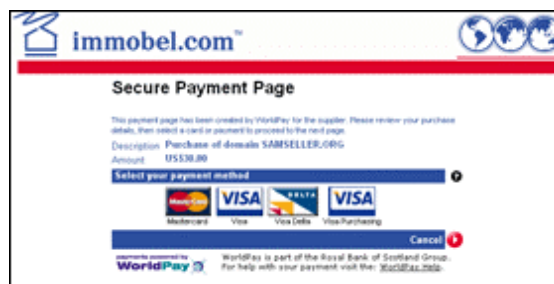 immobel.com™
Secure Payment Page
This payment page has been created by WorldPay for the supplier. Please review your purchase
details, then select a card or payment to proceed to the next page.
Description Purchase of domain SAMSELLER.ORG
Amount US$30.00
Select your payment method ?
MasterCard VISA DELTA VISA
Mastercard Visa Visa Delta Visa Purchasing
Cancel
payments powered by
WorldPay
WorldPay is part of the Royal Bank of Scotland Group.
For help with your payment visit the: WorldPay Help.